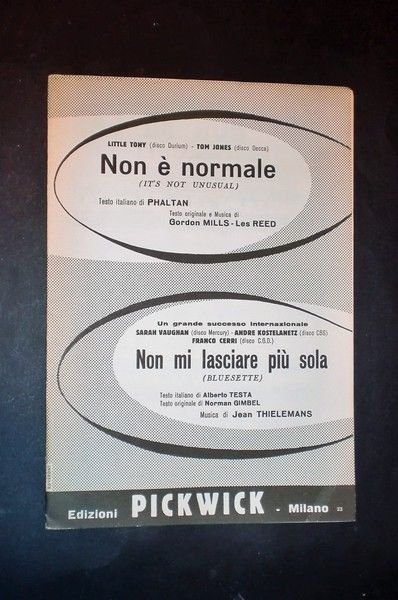 LITTLE TONY (disco Durium) - TOM JONES (disco Decca)
Non è normale
(IT'S NOT UNUSUAL)
Testo italiano di PHALTAN
Testo originale e Musica di
Gordon MILLS - Les REED
Un grande successo internazionale
SARAH VAUGHAN (disco Mercury) - ANDRE KOSTELANETZ (disco CBS)
FRANCO CERRI (disco C.G.D.)
Non mi lasciare più sola
(BLUESETTE)
Testo italiano di Alberto TESTA
Testo originale di Norman GIMBEL
Musica di Jean THIELEMANS
Edizioni PICKWICK - Milano 23